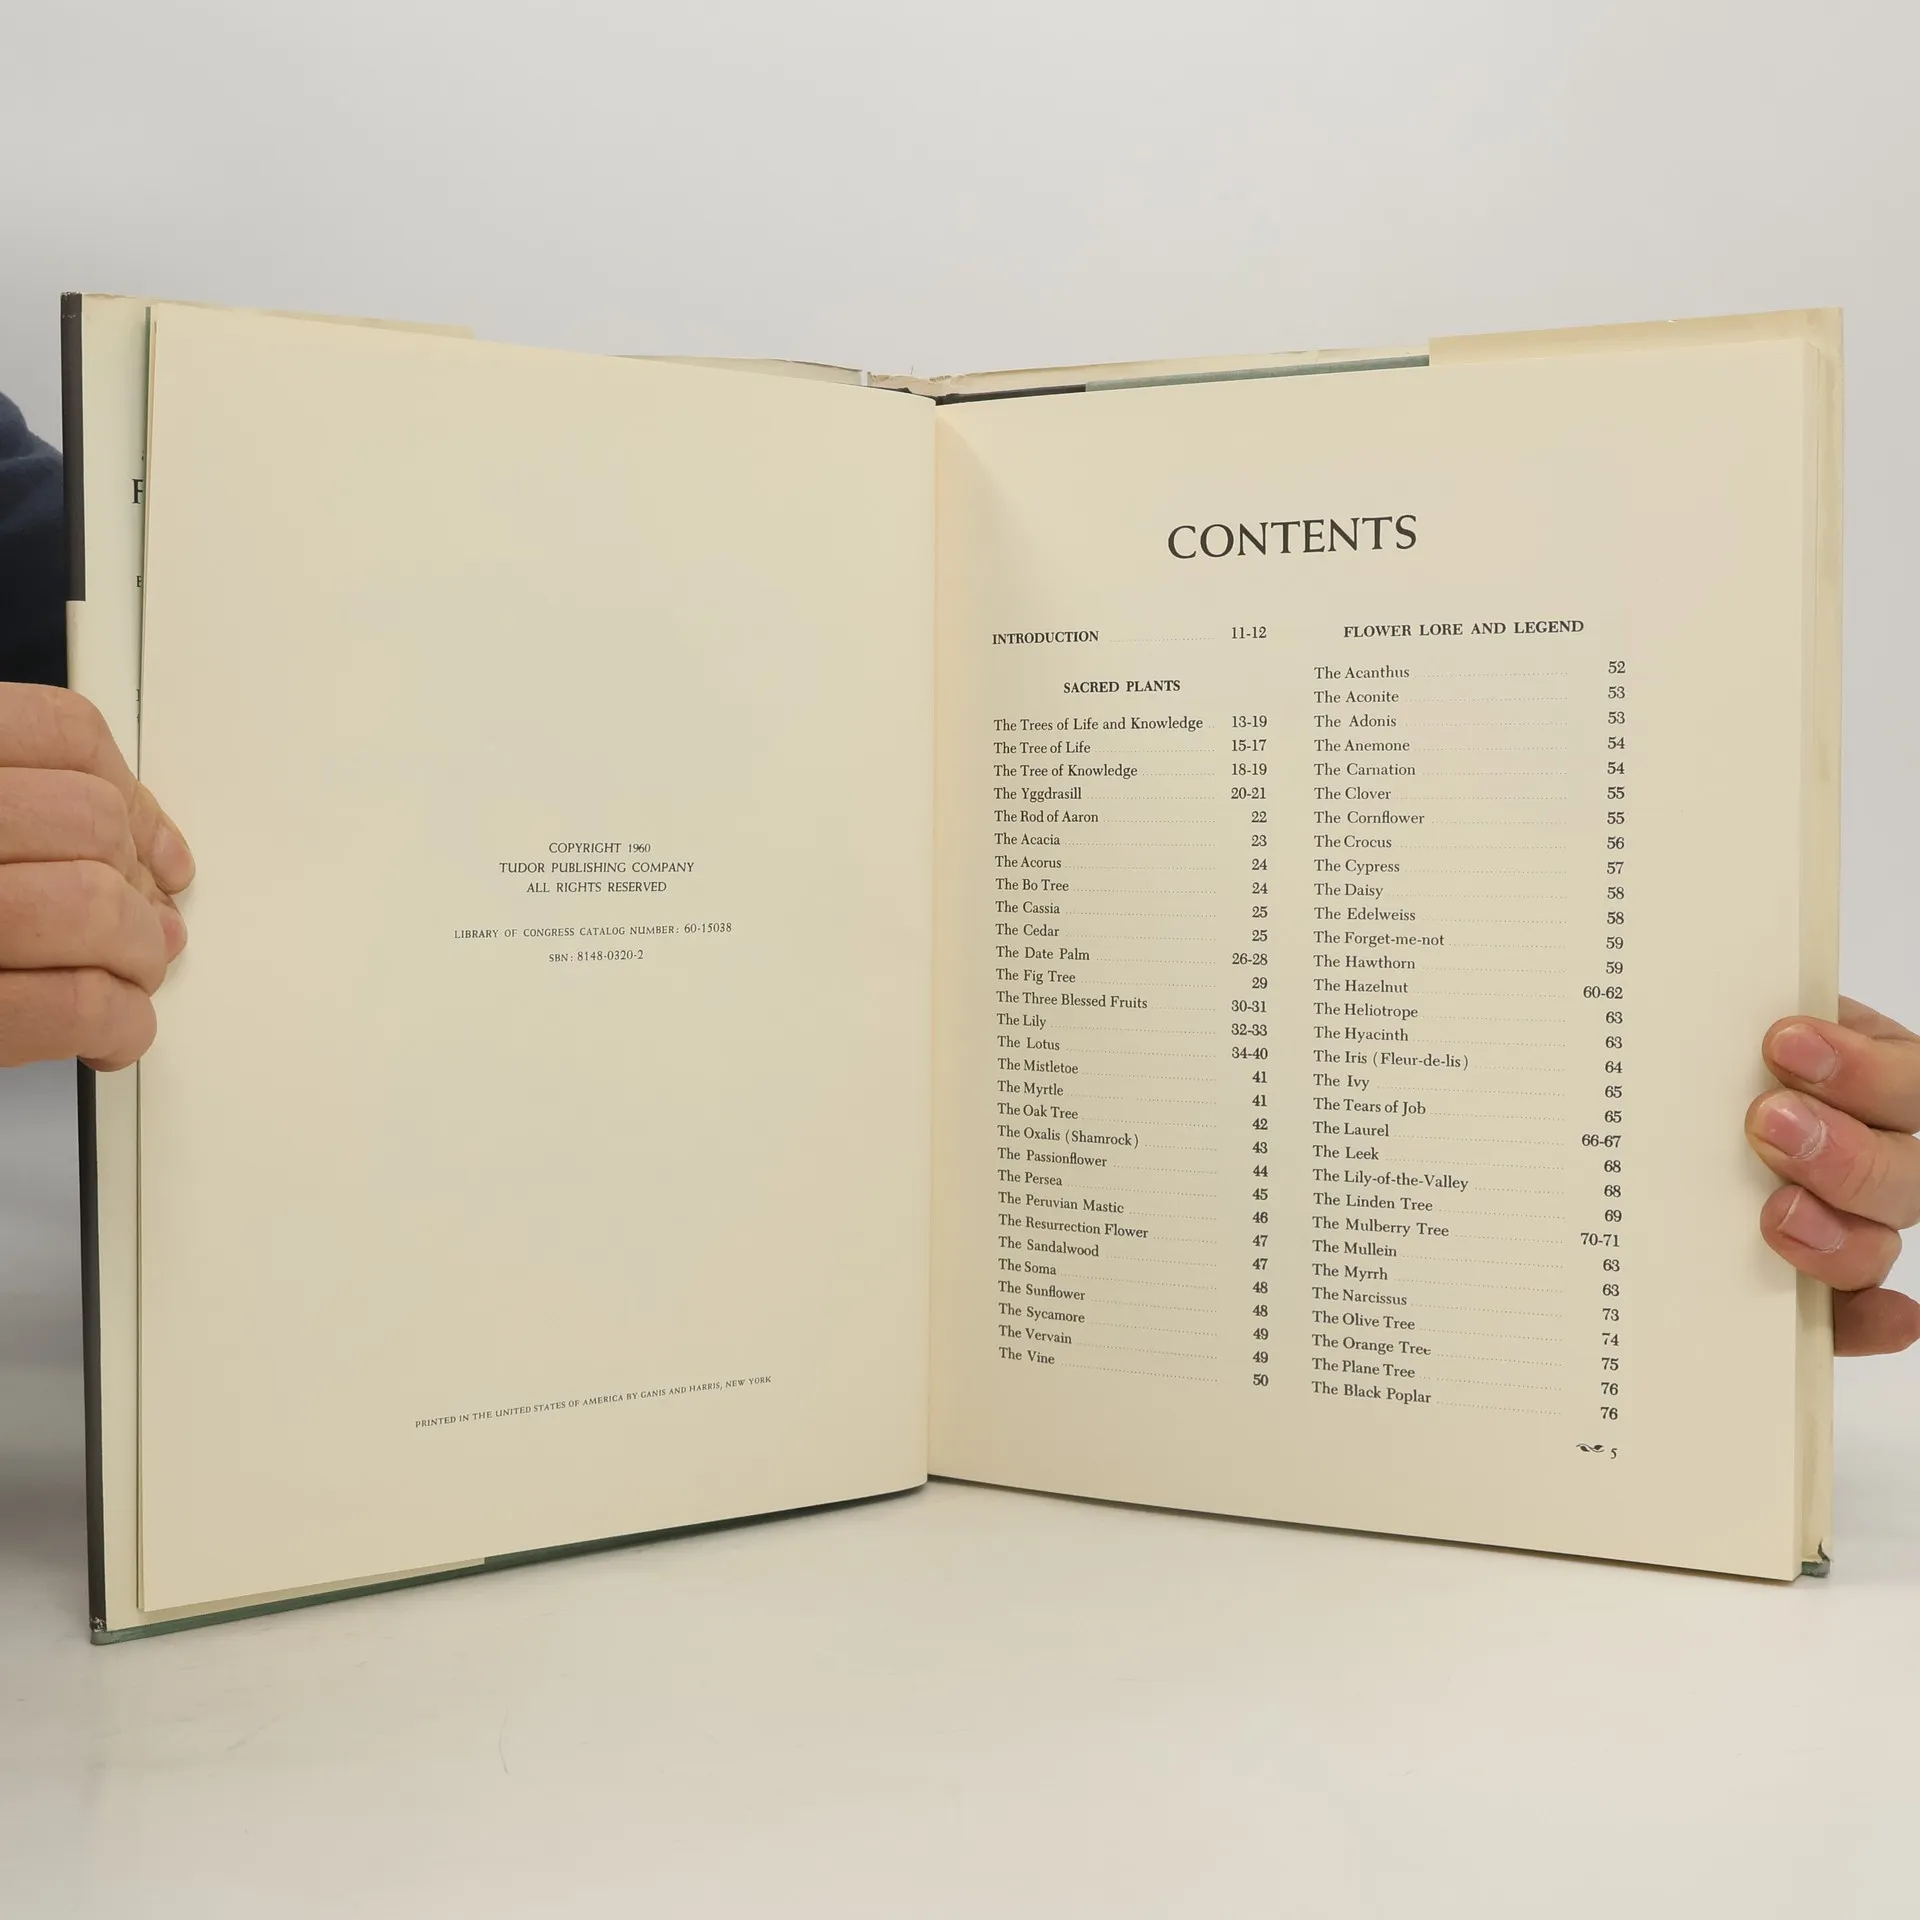 COPYRIGHT 1960
TUDOR PUBLISHING COMPANY
ALL RIGHTS RESERVED
LIBRARY OF CONGRESS CATALOG NUMBER: 60-15038
SBN: 8148-0320-2
PRINTED IN THE UNITED STATES OF AMERICA BY GANIS AND HARRIS, NEW YORK
CONTENTS
INTRODUCTION 11-12
SACRED PLANTS
The Trees of Life and Knowledge 13-19
The Tree of Life 15-17
The Tree of Knowledge 18-19
The Yggdrasill 20-21
The Rod of Aaron 22
The Acacia 23
The Acorus 24
The Bo Tree 24
The Cassia 25
The Cedar 25
The Date Palm 26-28
The Fig Tree 29
The Three Blessed Fruits 30-31
The Lily 32-33
The Lotus 34-40
The Mistletoe 41
The Myrtle 41
The Oak Tree 42
The Oxalis (Shamrock) 43
The Passionflower 44
The Persea 45
The Peruvian Mastic 46
The Resurrection Flower 47
The Sandalwood 47
The Soma 48
The Sunflower 48
The Sycamore 49
The Vervain 49
The Vine 50
FLOWER LORE AND LEGEND
The Acanthus 52
The Aconite 53
The Adonis 53
The Anemone 54
The Carnation 54
The Clover 55
The Cornflower 55
The Crocus 56
The Cypress 57
The Daisy 58
The Edelweiss 58
The Forget-me-not 59
The Hawthorn 59
The Hazelnut 60-62
The Heliotrope 63
The Hyacinth 63
The Iris (Fleur-de-lis) 64
The Ivy 65
The Tears of Job 65
The Laurel 66-67
The Leek 68
The Lily-of-the-Valley 68
The Linden Tree 69
The Mulberry Tree 70-71
The Mullein 63
The Myrrh 63
The Narcissus 73
The Olive Tree 74
The Orange Tree 75
The Plane Tree 76
The Black Poplar 76
5